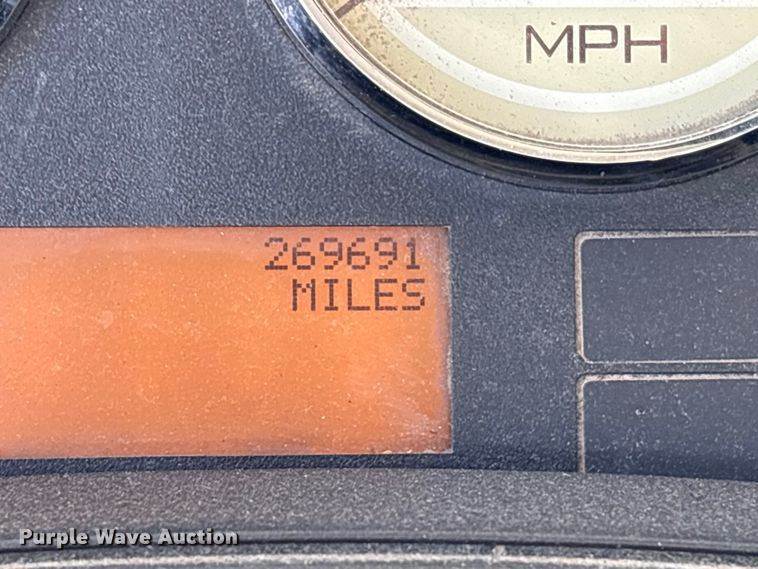 MPH
269691
MILES
Purple Wave Auction